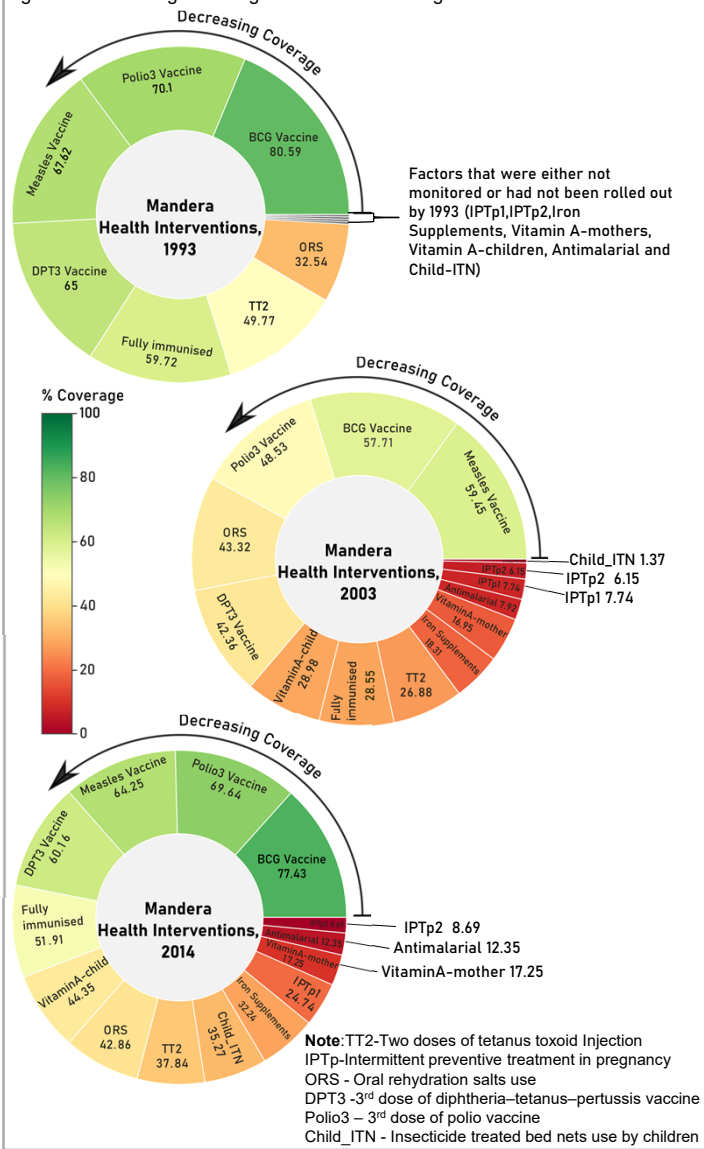 Decreasing Coverage
Polio3 Vaccine
70.1
BCG Vaccine
80.59
Measles Vaccine
67.62
Mandera
Health Interventions,
1993
DPT3 Vaccine
65
Fully immunised
59.72
TT2
49.77
ORS
32.54
Factors that were either not
monitored or had not been rolled out
by 1993 (IPTp1,IPTp2,Iron
Supplements, Vitamin A-mothers,
Vitamin A-children, Antimalarial and
Child-ITN)
% Coverage
100
80
60
40
20
0
Decreasing Coverage
Polio3 Vaccine
48.53
BCG Vaccine
57.71
Measles Vaccine
59.45
ORS
43.32
Mandera
Health Interventions,
2003
DPT3 Vaccine
42.36
VitaminA-child
28.98
Fully
immunised
28.55
TT2
26.88
Iron Supplements
18.31
VitaminA-mother
16.95
Antimalarial 7.92
IPTp1 7.74
IPTp2 6.15
Child_ITN 1.37
IPTp2 6.15
IPTp1 7.74
Decreasing Coverage
Measles Vaccine
64.25
Polio3 Vaccine
69.64
BCG Vaccine
77.43
DPT3 Vaccine
60.16
Mandera
Health Interventions,
2014
Fully
immunised
51.91
VitaminA-child
44.35
ORS
42.86
TT2
37.84
Child_ITN
35.27
Iron Supplements
32.24
IPTp1
24.74
VitaminA-mother
17.25
Antimalarial 12.35
IPTp2 8.69
IPTp2 8.69
Antimalarial 12.35
VitaminA-mother 17.25
Note:TT2-Two doses of tetanus toxoid Injection
IPTp-Intermittent preventive treatment in pregnancy
ORS - Oral rehydration salts use
DPT3 -3rd dose of diphtheria–tetanus–pertussis vaccine
Polio3 – 3rd dose of polio vaccine
Child_ITN - Insecticide treated bed nets use by children